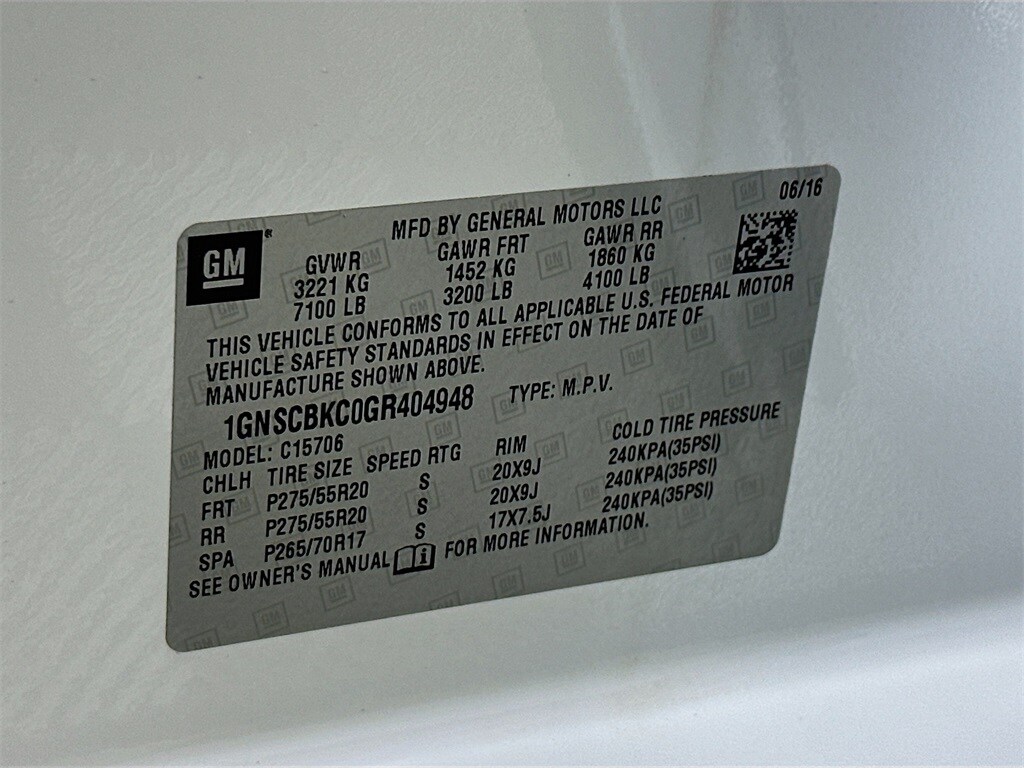 GM
MFD BY GENERAL MOTORS LLC 06/16
GVWR GAWR FRT GAWR RR
3221 KG 1452 KG 1860 KG
7100 LB 3200 LB 4100 LB
THIS VEHICLE CONFORMS TO ALL APPLICABLE U.S. FEDERAL MOTOR
VEHICLE SAFETY STANDARDS IN EFFECT ON THE DATE OF
MANUFACTURE SHOWN ABOVE.
1GNSCBKC0GR404948 TYPE: M.P.V.
MODEL: C15706
CHLH TIRE SIZE SPEED RTG RIM COLD TIRE PRESSURE
FRT P275/55R20 S 20X9J 240KPA(35PSI)
RR P275/55R20 S 20X9J 240KPA(35PSI)
SPA P265/70R17 S 17X7.5J 240KPA(35PSI)
SEE OWNER'S MANUAL i FOR MORE INFORMATION.